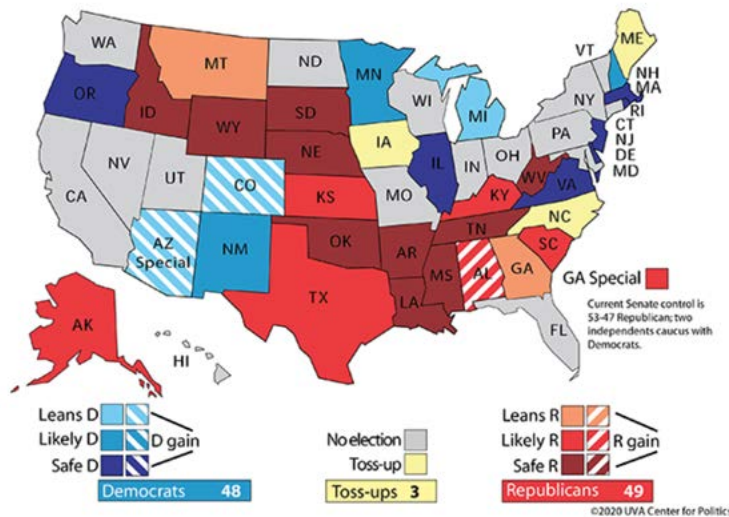 WA
MT
ND
MN
ME
VT
NH
MA
RI
CT
NJ
DE
MD
OR
ID
WY
SD
WI
MI
NY
PA
NE
IA
IL
IN
OH
NV
UT
CO
CA
KS
MO
KY
WV
VA
AZ
Special
NM
OK
AR
TN
NC
SC
MS
AL
GA
LA
TX
FL
AK
HI
GA Special
Current Senate control is
53-47 Republican; two
independents caucus with
Democrats.
Leans D
Likely D
D gain
Safe D
Democrats 48
No election
Toss-up
Toss-ups 3
Leans R
Likely R
R gain
Safe R
Republicans 49
©2020 UVA Center for Politics